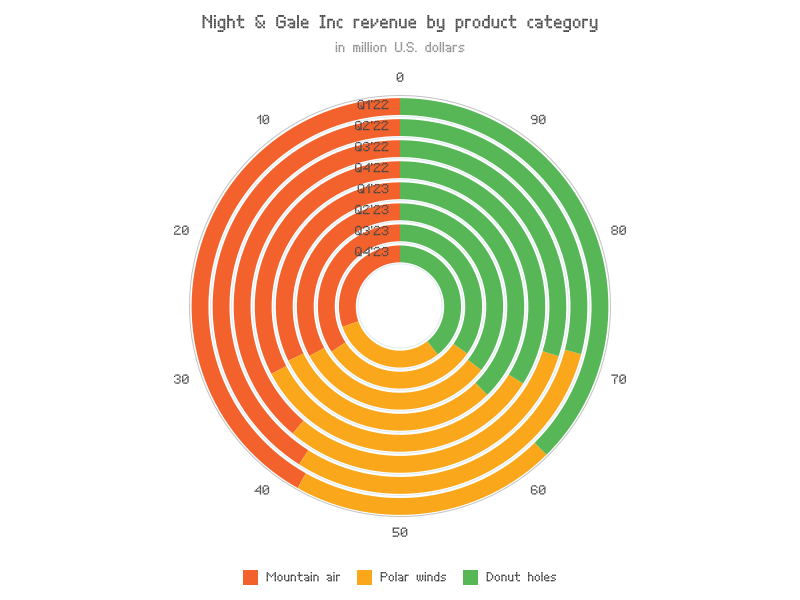 Night & Gale Inc revenue by product category
in million U.S. dollars
0
10
90
20
80
30
70
40
60
50
Q1'22
Q2'22
Q3'22
Q4'22
Q1'23
Q2'23
Q3'23
Q4'23
Mountain air
Polar winds
Donut holes